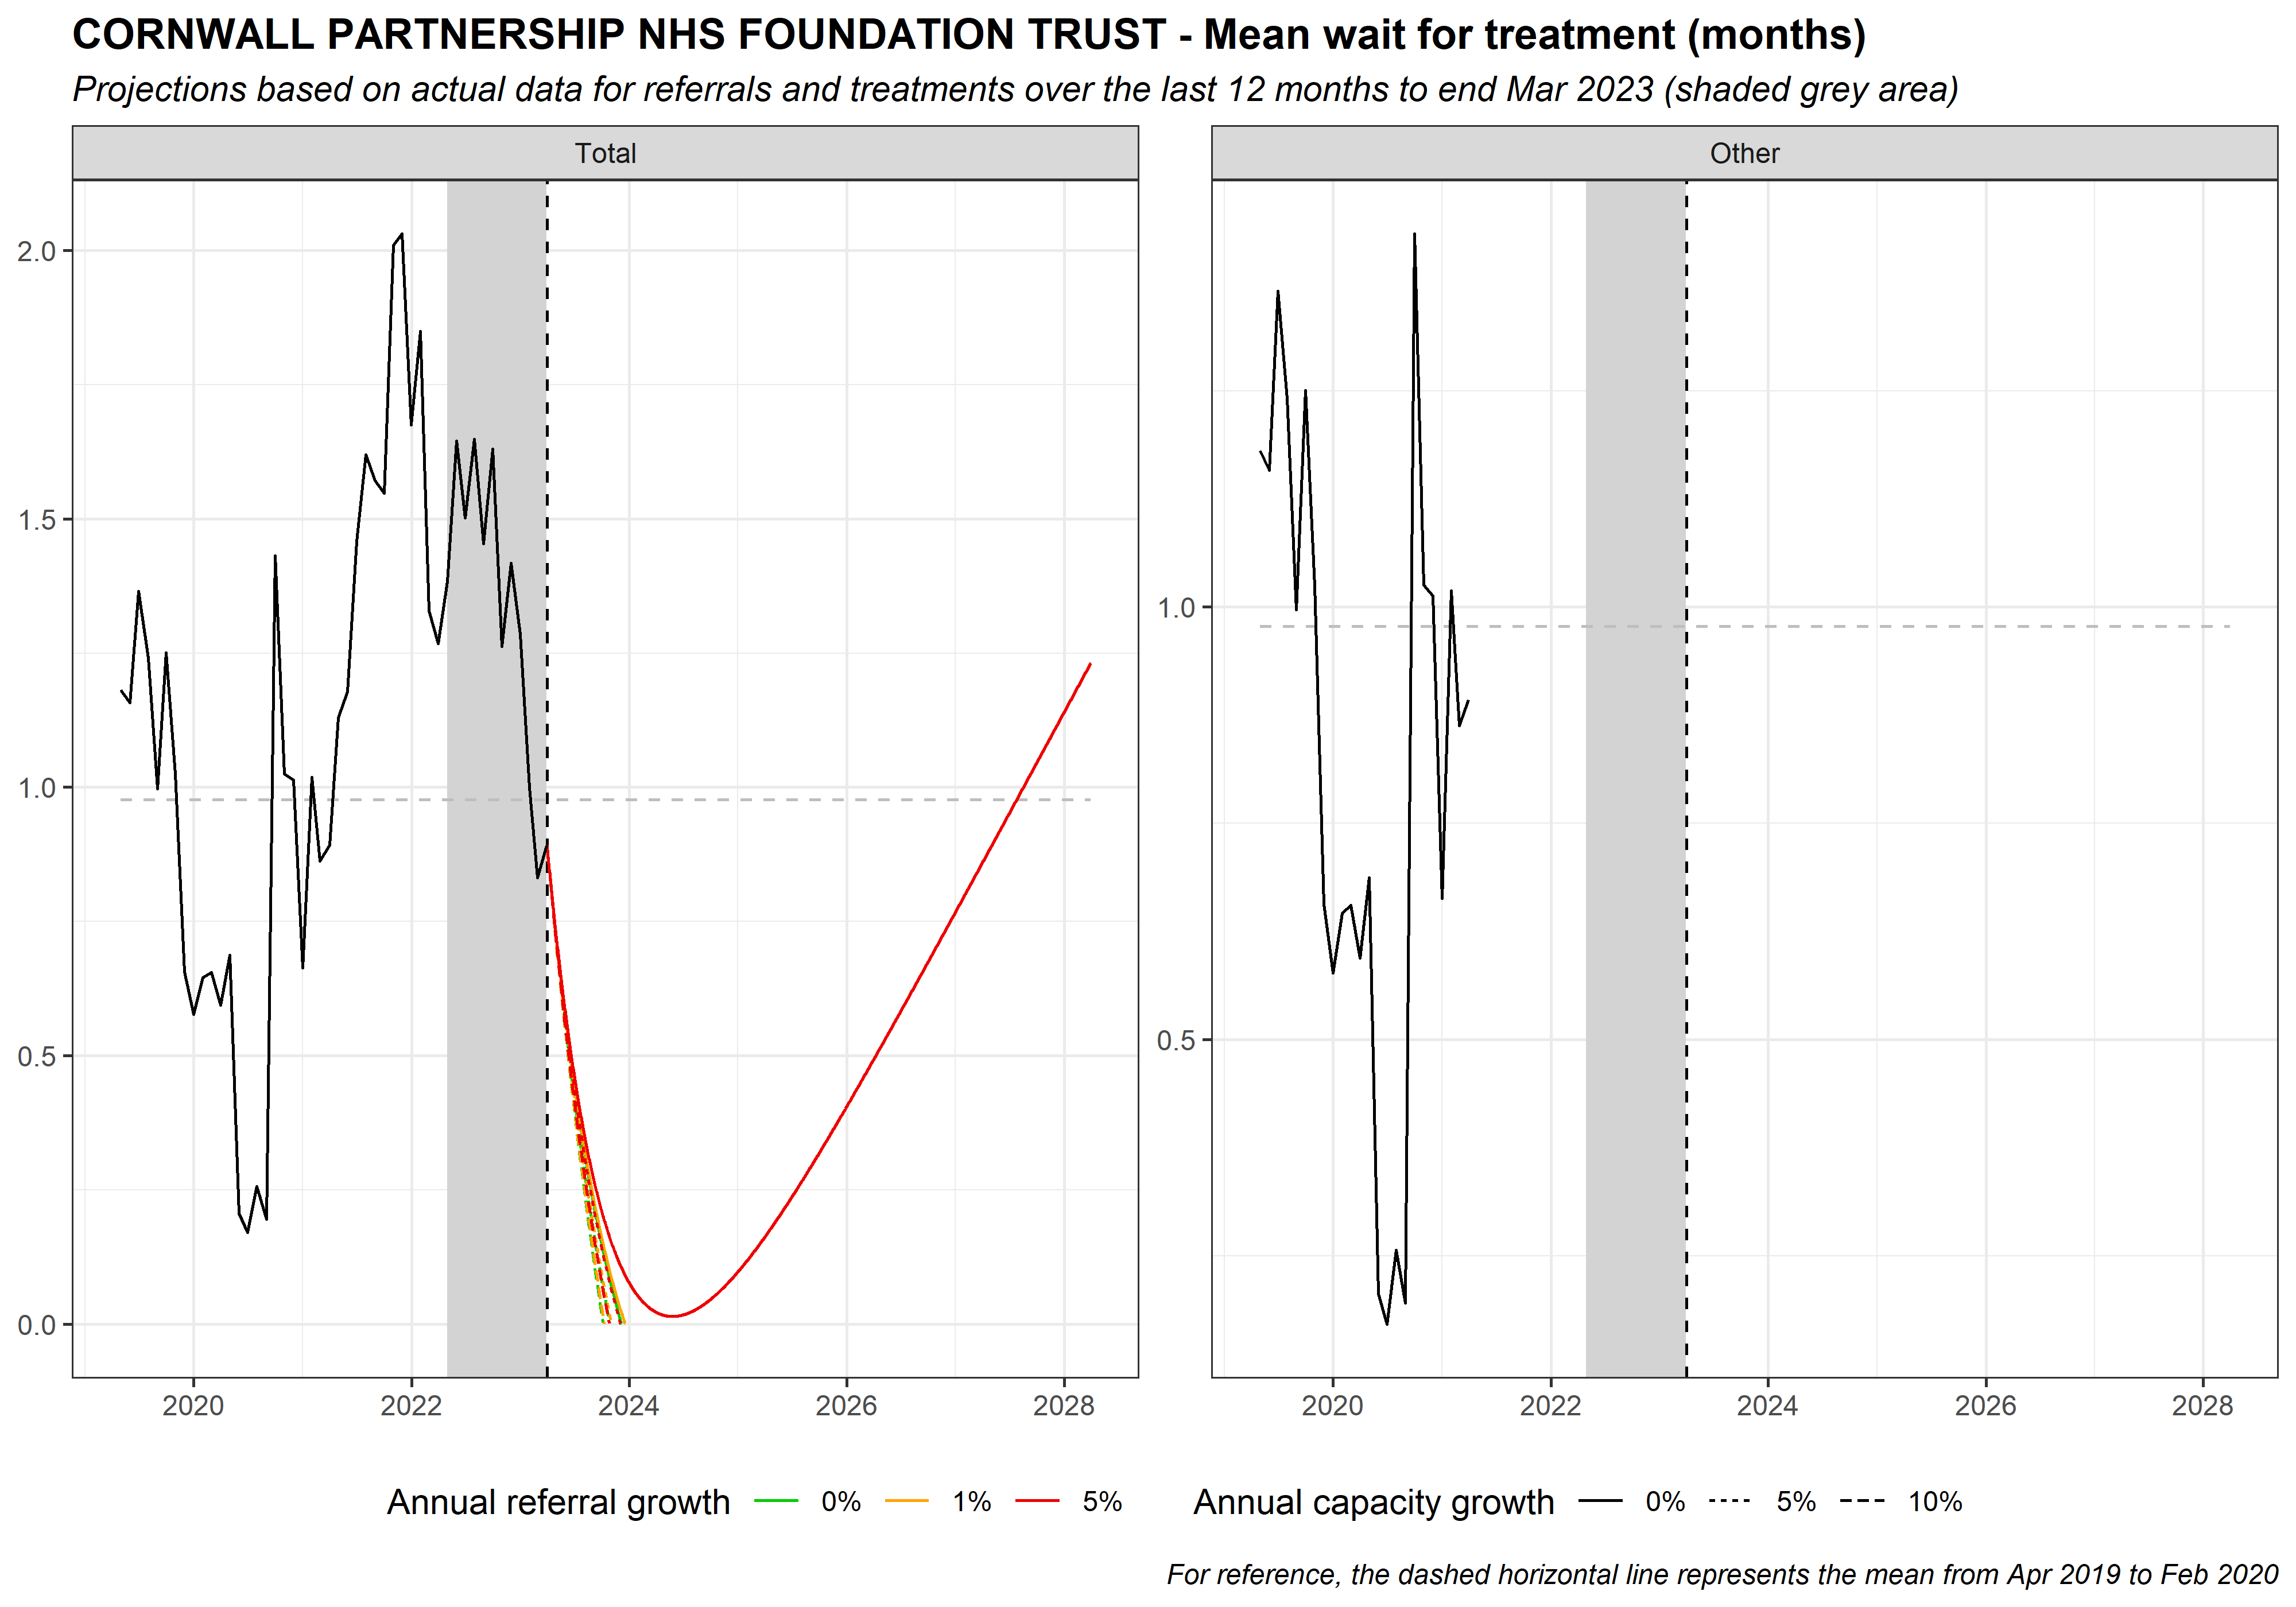 CORNWALL PARTNERSHIP NHS FOUNDATION TRUST - Mean wait for treatment (months)
Projections based on actual data for referrals and treatments over the last 12 months to end Mar 2023 (shaded grey area)
Total
Other
2.0
1.5
1.0
0.5
0.0
1.0
0.5
2020 2022 2024 2026 2028
2020 2022 2024 2026 2028
Annual referral growth 0% 1% 5%
Annual capacity growth 0% 5% 10%
For reference, the dashed horizontal line represents the mean from Apr 2019 to Feb 2020